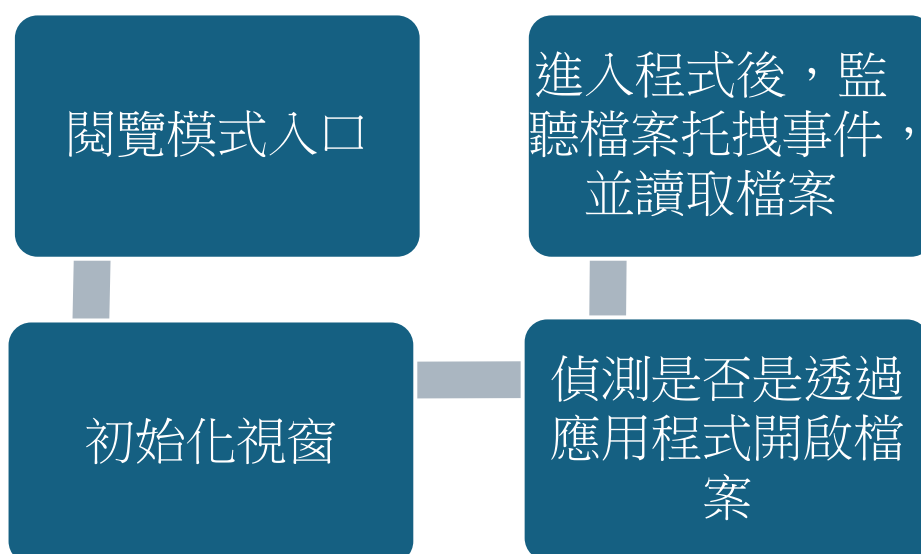 閱覽模式入口
初始化視窗
偵測是否是透過
應用程式開啟檔
案
進入程式後，監
聽檔案托拽事件，
並讀取檔案